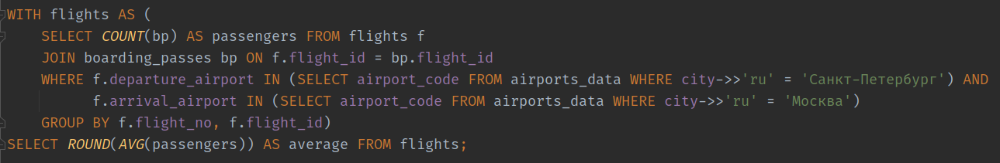 WITH flights AS (
    SELECT COUNT(bp) AS passengers FROM flights f
    JOIN boarding_passes bp ON f.flight_id = bp.flight_id
    WHERE f.departure_airport IN (SELECT airport_code FROM airports_data WHERE city->>'ru' = 'Санкт-Петербург') AND
          f.arrival_airport IN (SELECT airport_code FROM airports_data WHERE city->>'ru' = 'Москва')
    GROUP BY f.flight_no, f.flight_id)
SELECT ROUND(AVG(passengers)) AS average FROM flights;